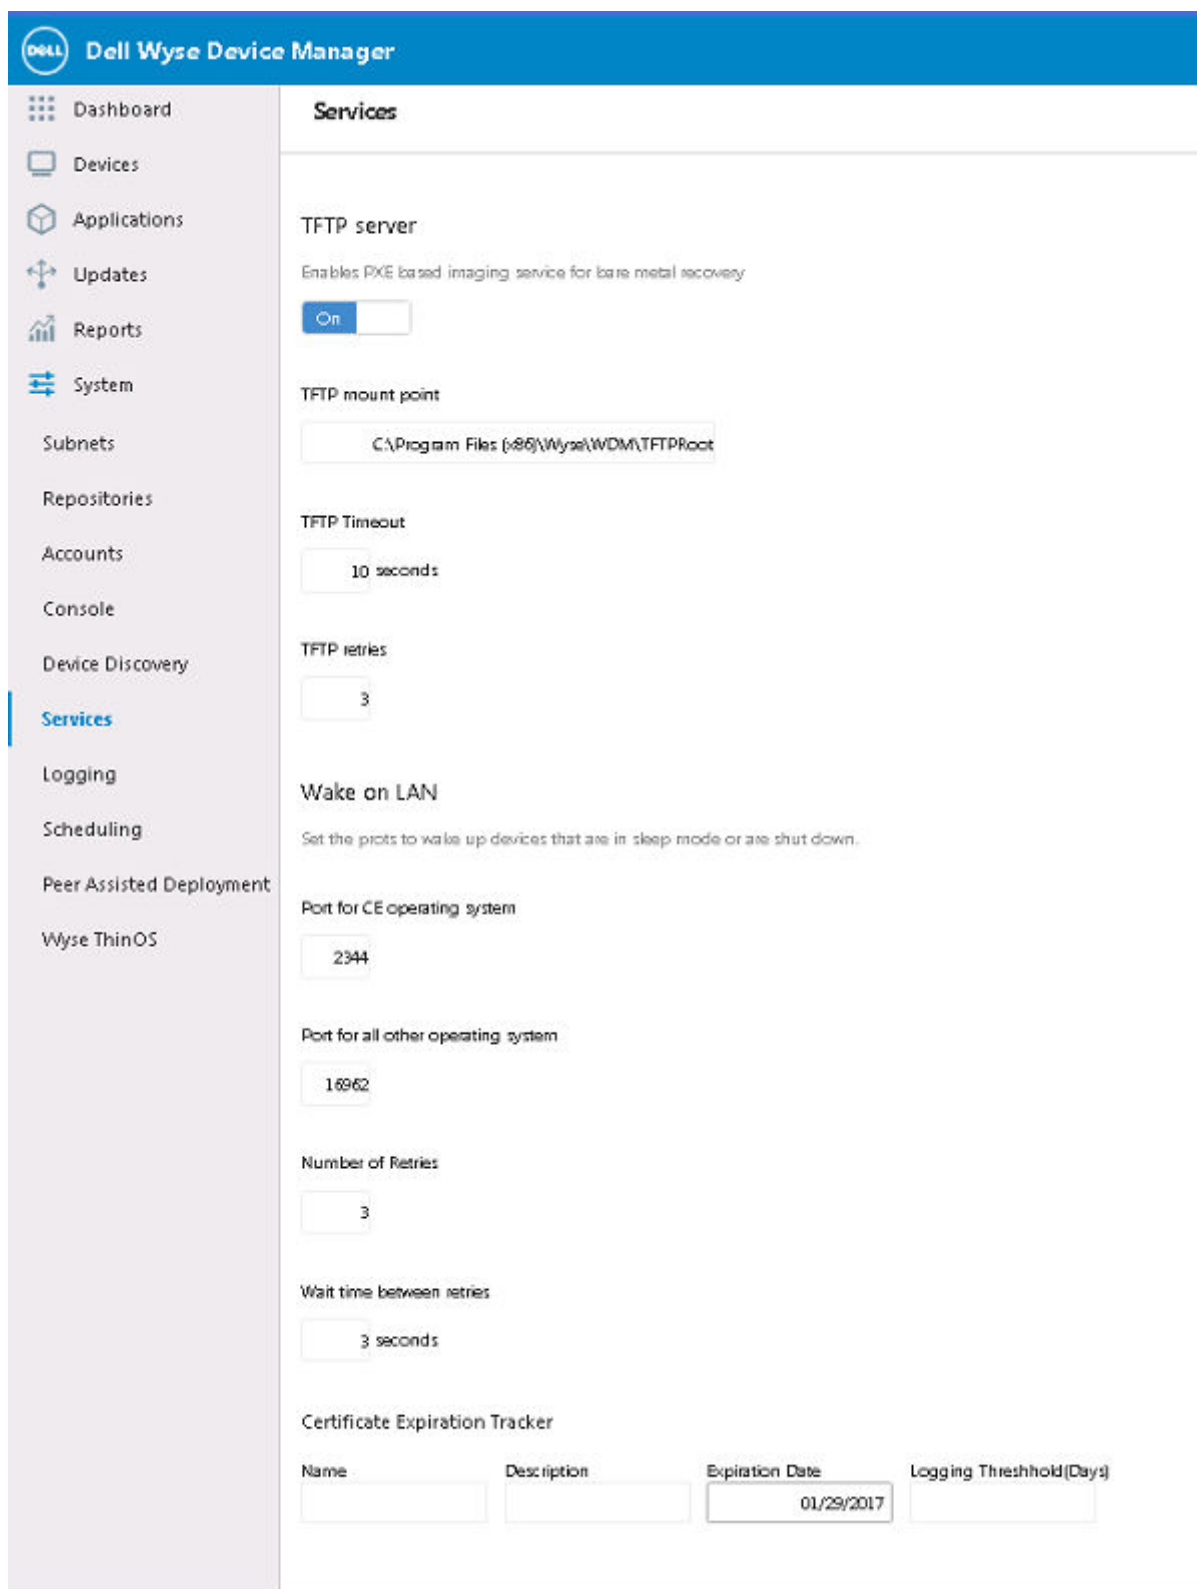 DELL Dell Wyse Device Manager
Dashboard
Devices
Applications
Updates
Reports
System
Subnets
Repositories
Accounts
Console
Device Discovery
Services
Logging
Scheduling
Peer Assisted Deployment
Wyse ThinOS
Services
TFTP server
Enables PXE based imaging service for bare metal recovery
On
TFTP mount point
C:\Program Files (x86)\Wyse\WDM\TFTPRoot
TFTP Timeout
10 seconds
TFTP retries
3
Wake on LAN
Set the prots to wake up devices that are in sleep mode or are shut down.
Port for CE operating system
2344
Port for all other operating system
16962
Number of Retries
3
Wait time between retries
3 seconds
Certificate Expiration Tracker
Name Description Expiration Date Logging Threshhold(Days)
01/29/2017